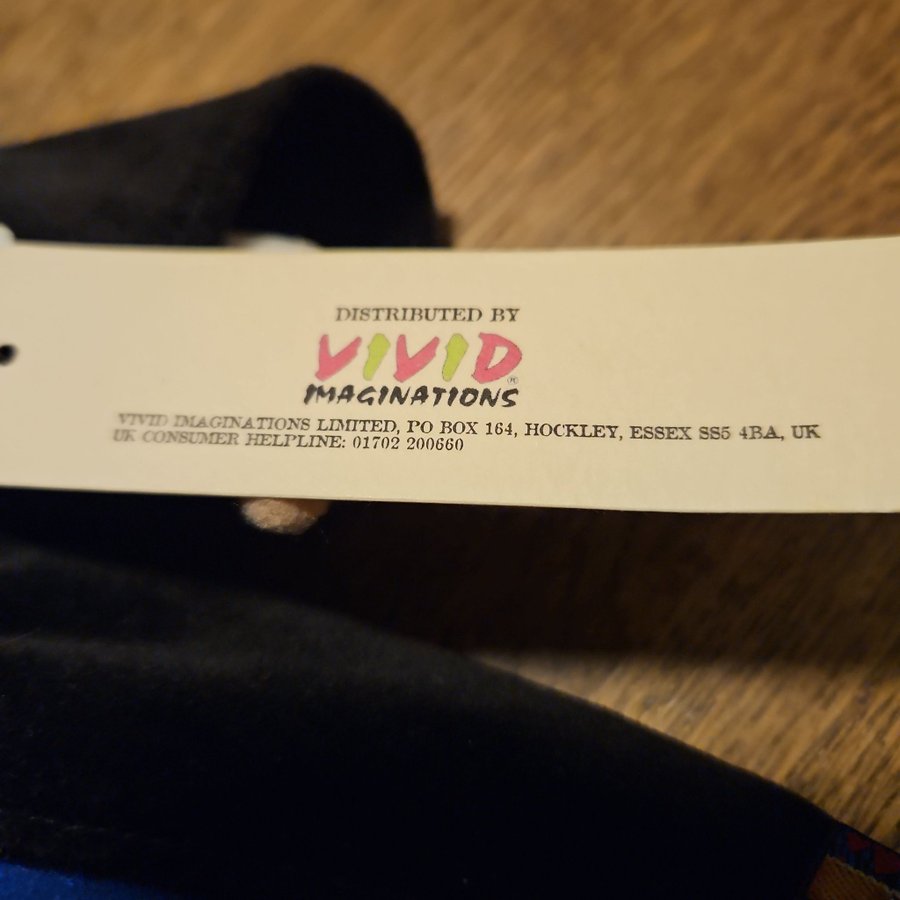 DISTRIBUTED BY
VIVID
IMAGINATIONS ®
VIVID IMAGINATIONS LIMITED, PO BOX 164, HOCKLEY, ESSEX SS5 4BA, UK
UK CONSUMER HELPLINE: 01702 200660